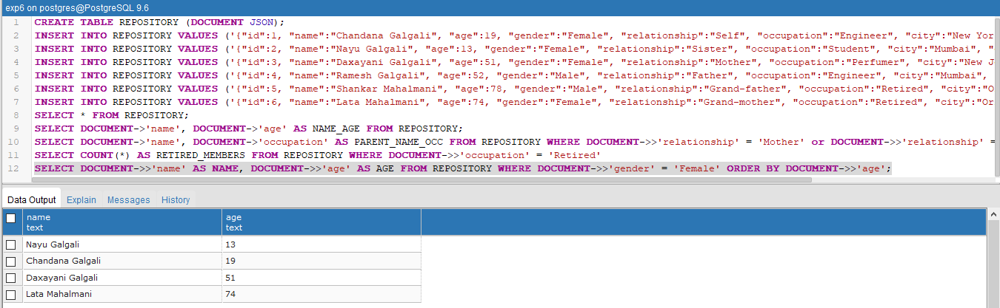 exp6 on postgres@PostgreSQL 9.6
1 CREATE TABLE REPOSITORY (DOCUMENT JSON);
2 INSERT INTO REPOSITORY VALUES ('{"id":1, "name":"Chandana Galgali", "age":19, "gender":"Female", "relationship":"Self", "occupation":"Engineer", "city":"New Yor
3 INSERT INTO REPOSITORY VALUES ('{"id":2, "name":"Nayu Galgali", "age":13, "gender":"Female", "relationship":"Sister", "occupation":"Student", "city":"Mumbai", "
4 INSERT INTO REPOSITORY VALUES ('{"id":3, "name":"Daxayani Galgali", "age":51, "gender":"Female", "relationship":"Mother", "occupation":"Perfumer", "city":"New J
5 INSERT INTO REPOSITORY VALUES ('{"id":4, "name":"Ramesh Galgali", "age":52, "gender":"Male", "relationship":"Father", "occupation":"Engineer", "city":"Mumbai",
6 INSERT INTO REPOSITORY VALUES ('{"id":5, "name":"Shankar Mahalmani", "age":78, "gender":"Male", "relationship":"Grand-father", "occupation":"Retired", "city":"O
7 INSERT INTO REPOSITORY VALUES ('{"id":6, "name":"Lata Mahalmani", "age":74, "gender":"Female", "relationship":"Grand-mother", "occupation":"Retired", "city":"Or
8 SELECT * FROM REPOSITORY;
9 SELECT DOCUMENT->'name', DOCUMENT->'age' AS NAME_AGE FROM REPOSITORY;
10 SELECT DOCUMENT->'name', DOCUMENT->'occupation' AS PARENT_NAME_OCC FROM REPOSITORY WHERE DOCUMENT->>'relationship' = 'Mother' or DOCUMENT->>'relationship' =
11 SELECT COUNT(*) AS RETIRED_MEMBERS FROM REPOSITORY WHERE DOCUMENT->>'occupation' = 'Retired'
12 SELECT DOCUMENT->>'name' AS NAME, DOCUMENT->>'age' AS AGE FROM REPOSITORY WHERE DOCUMENT->>'gender' = 'Female' ORDER BY DOCUMENT->>'age';
Data Output Explain Messages History
name age
text text
Nayu Galgali 13
Chandana Galgali 19
Daxayani Galgali 51
Lata Mahalmani 74